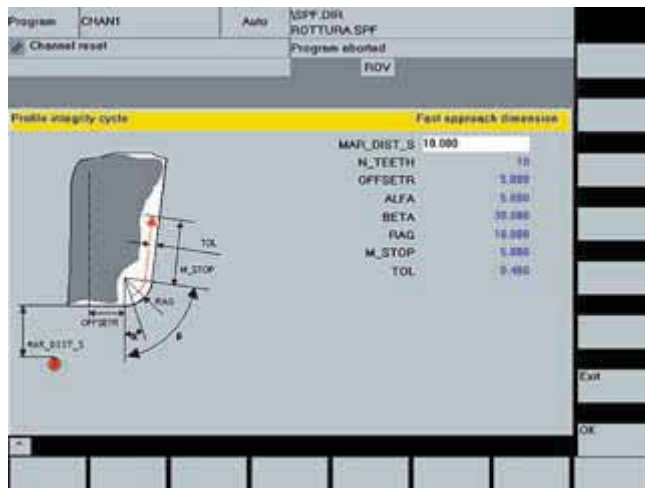 Program CHAN1 Auto \SPF.DIR
ROTTURA.SPF
Channel reset Program aborted
ROV
Profile integrity cycle Fast approach dimension
MAR_DIST_S 10.000
N_TEETH 10
OFFSETR 5.000
ALFA 5.000
BETA 30.000
RAG 10.000
M_STOP 5.000
TOL 0.400
TOL
M_STOP
RAG
OFFSETR
MAR_DIST_S
Exit
OK
^